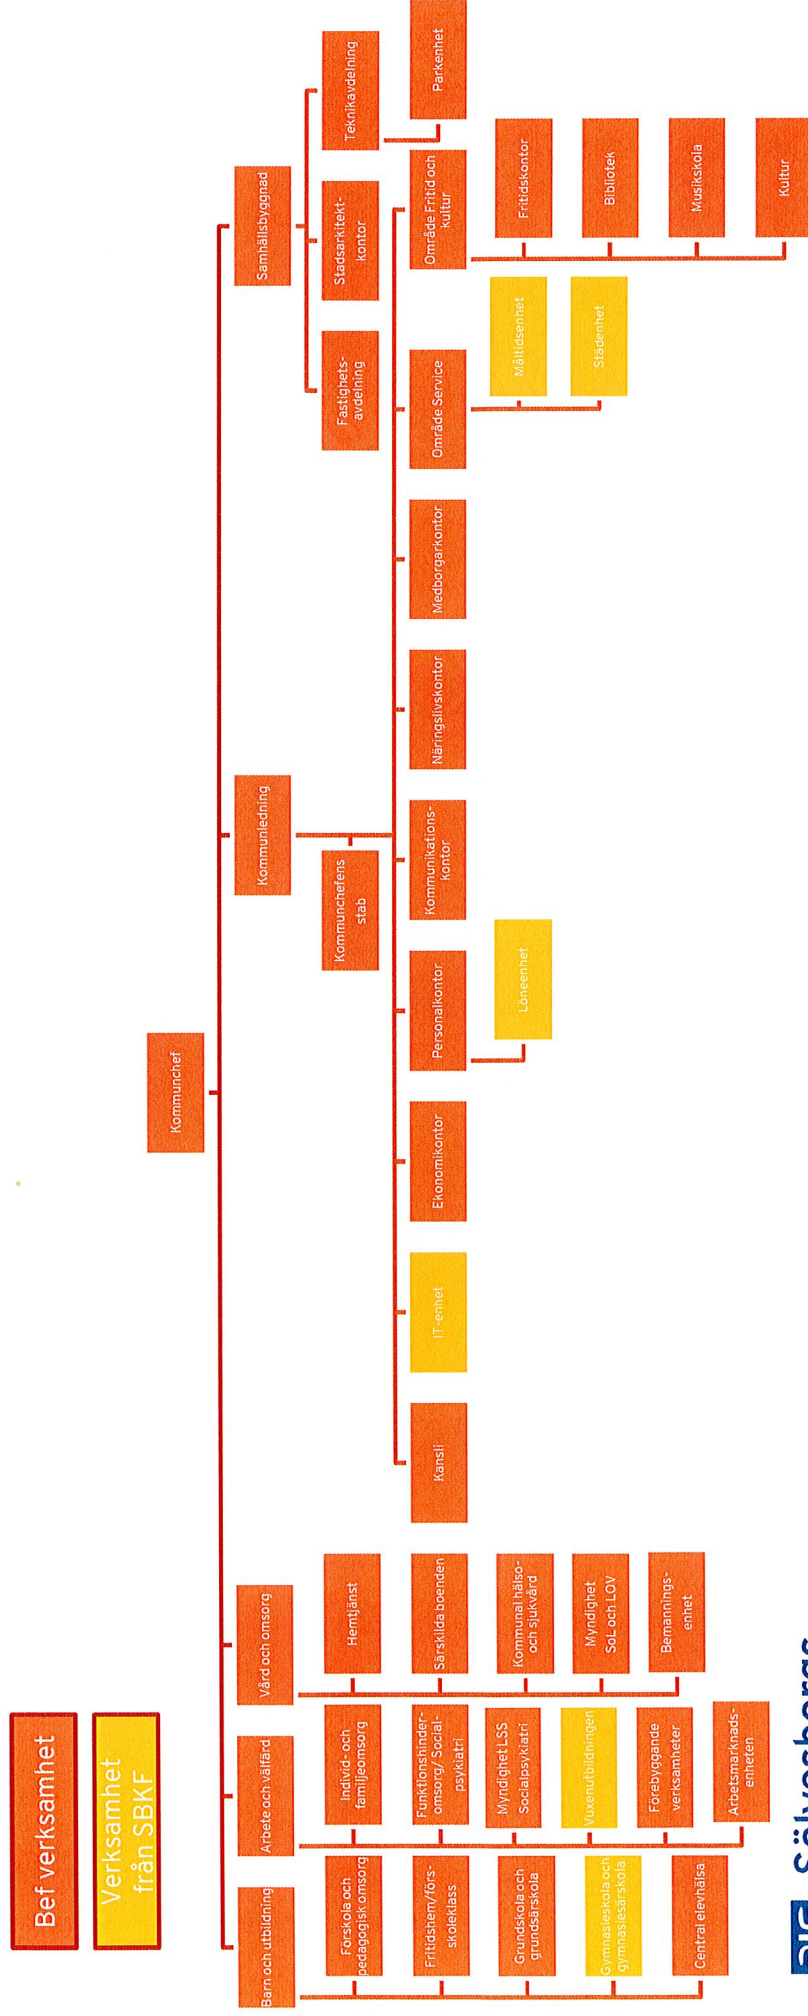 Bef verksamhet
Verksamhet
från SBKF
Kommunchef
Barn och utbildning
Arbete och välfärd
Vård och omsorg
Kommunledning
Samhällsbyggnad
Förskola och
pedagogisk omsorg
Fritidshem/förs-
skoleklass
Grundskola och
grundsärskola
Gymnasieskola och
gymnasiesärskola
Central elevhälsa
Individ- och
familjeomsorg
Funktionshinder-
omsorg/ Social-
psykiatri
Myndighet LSS
Socialpsykiatri
Vuxenutbildningen
Förebyggande
verksamheter
Arbetsmarknads-
enheten
Hemtjänst
Särskilda boenden
Kommunal hälso-
och sjukvård
Myndighet
SoL och LOV
Bemannings-
enhet
Kommunchefens
stab
Kansli
IT-enhet
Ekonomikontor
Personalkontor
Löneenhet
Kommunikations-
kontor
Näringslivskontor
Medborgarkontor
Område Service
Måltidsenhet
Städenhet
Område Fritid och
kultur
Fritidskontor
Bibliotek
Musikskola
Kultur
Fastighets-
avdelning
Stadsarkitekt-
kontor
Teknikavdelning
Parkenhet
Sölvesborgs